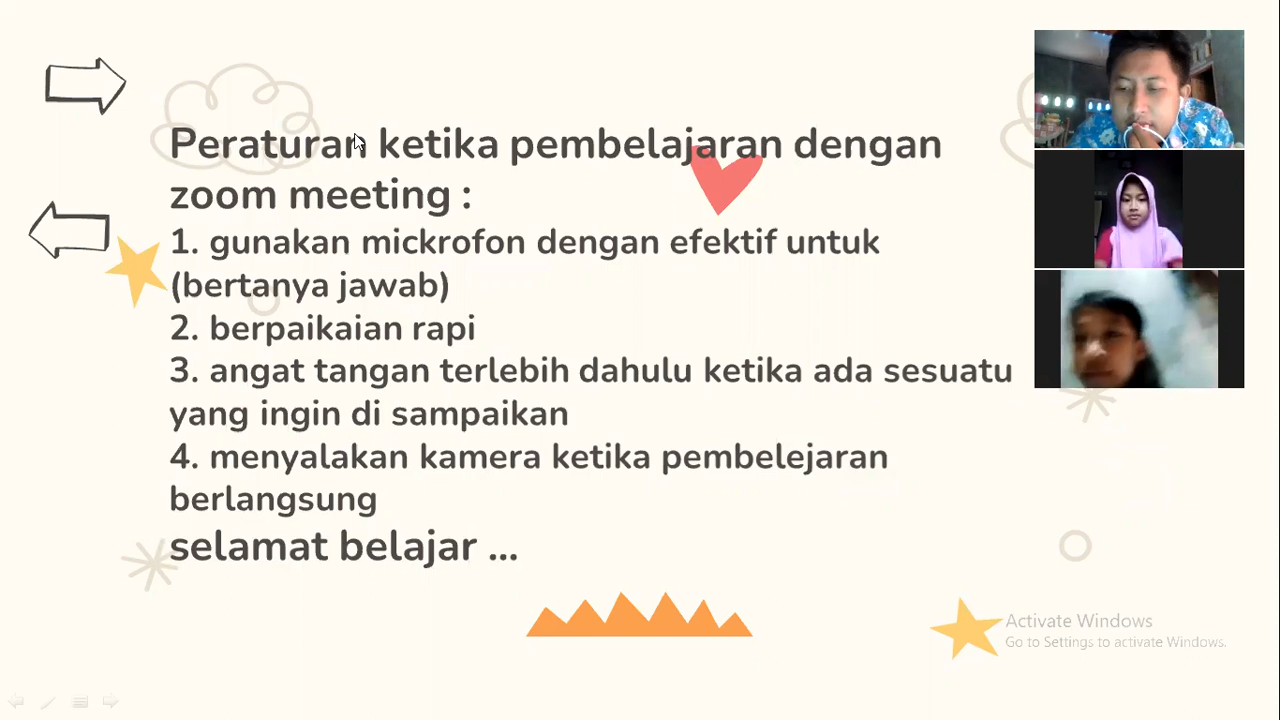 Peraturan ketika pembelajaran dengan
zoom meeting :
1. gunakan mickrofon dengan efektif untuk
(bertanya jawab)
2. berpaikaian rapi
3. angat tangan terlebih dahulu ketika ada sesuatu
yang ingin di sampaikan
4. menyalakan kamera ketika pembelejaran
berlangsung
selamat belajar ...
Activate Windows
Go to Settings to activate Windows.